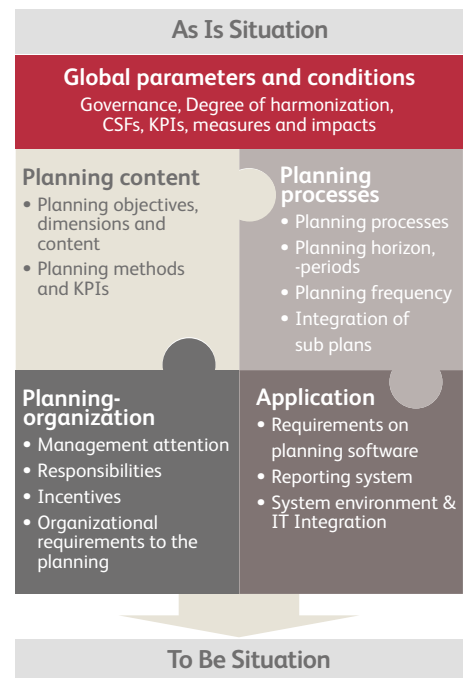 As Is Situation
Global parameters and conditions
Governance, Degree of harmonization,
CSFs, KPIs, measures and impacts
Planning content
• Planning objectives,
dimensions and
content
• Planning methods
and KPIs
Planning
processes
• Planning processes
• Planning horizon,
-periods
• Planning frequency
• Integration of
sub plans
Planning-
organization
• Management attention
• Responsibilities
• Incentives
• Organizational
requirements to the
planning
Application
• Requirements on
planning software
• Reporting system
• System environment &
IT Integration
To Be Situation